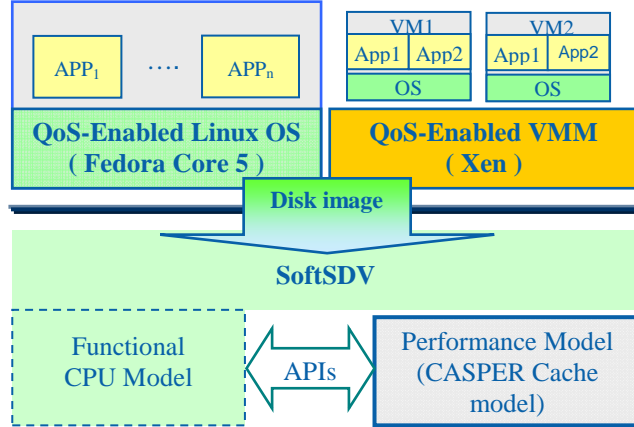 VM1
VM2
APP1
....
APPn
App1
App2
App1
App2
OS
OS
QoS-Enabled Linux OS
( Fedora Core 5 )
QoS-Enabled VMM
( Xen )
Disk image
SoftSDV
Functional
CPU Model
APIs
Performance Model
(CASPER Cache
model)